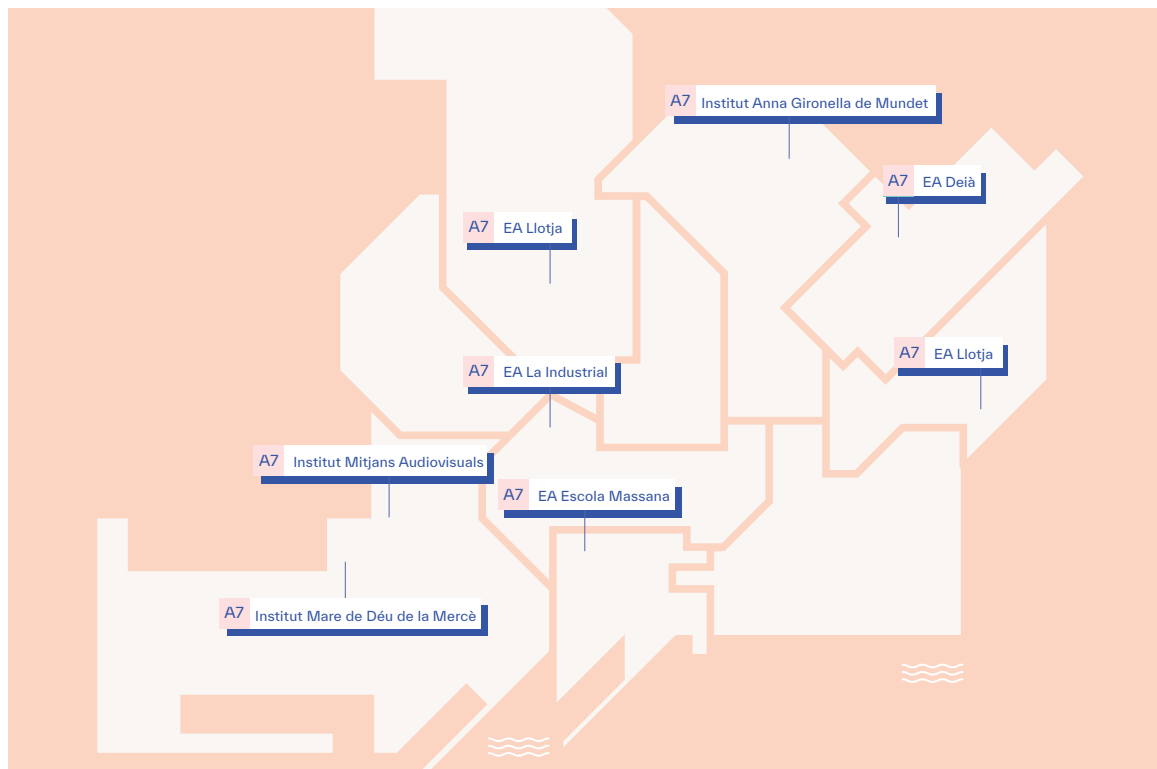 A7 Institut Anna Gironella de Mundet
A7 EA Deià
A7 EA Llotja
A7 EA Llotja
A7 EA La Industrial
A7 Institut Mitjans Audiovisuals
A7 EA Escola Massana
A7 Institut Mare de Déu de la Mercè